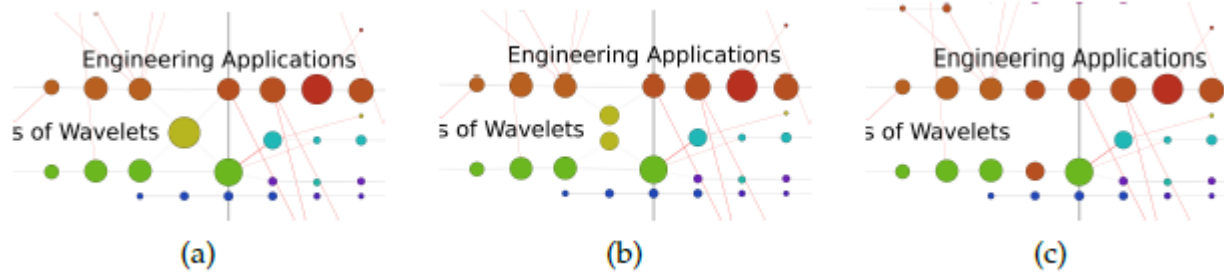 Engineering Applications
s of Wavelets
(a)
Engineering Applications
s of Wavelets
(b)
Engineering Applications
s of Wavelets
(c)